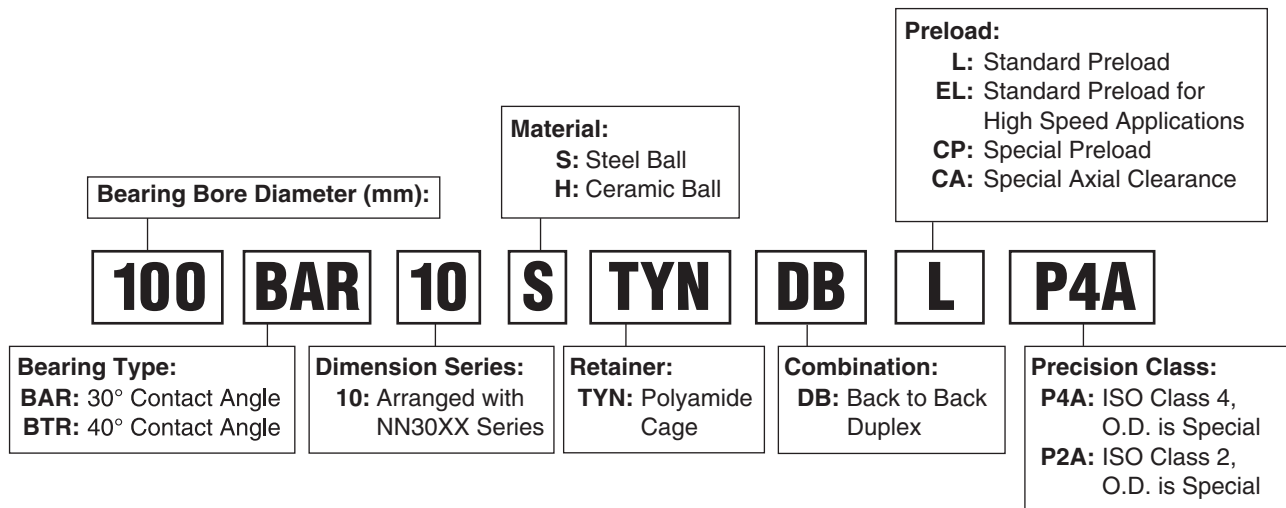 Preload:
L: Standard Preload
EL: Standard Preload for
High Speed Applications
CP: Special Preload
CA: Special Axial Clearance
Material:
S: Steel Ball
H: Ceramic Ball
Bearing Bore Diameter (mm):
100 BAR 10 S TYN DB L P4A
Bearing Type:
BAR: 30° Contact Angle
BTR: 40° Contact Angle
Dimension Series:
10: Arranged with
NN30XX Series
Retainer:
TYN: Polyamide
Cage
Combination:
DB: Back to Back
Duplex
Precision Class:
P4A: ISO Class 4,
O.D. is Special
P2A: ISO Class 2,
O.D. is Special